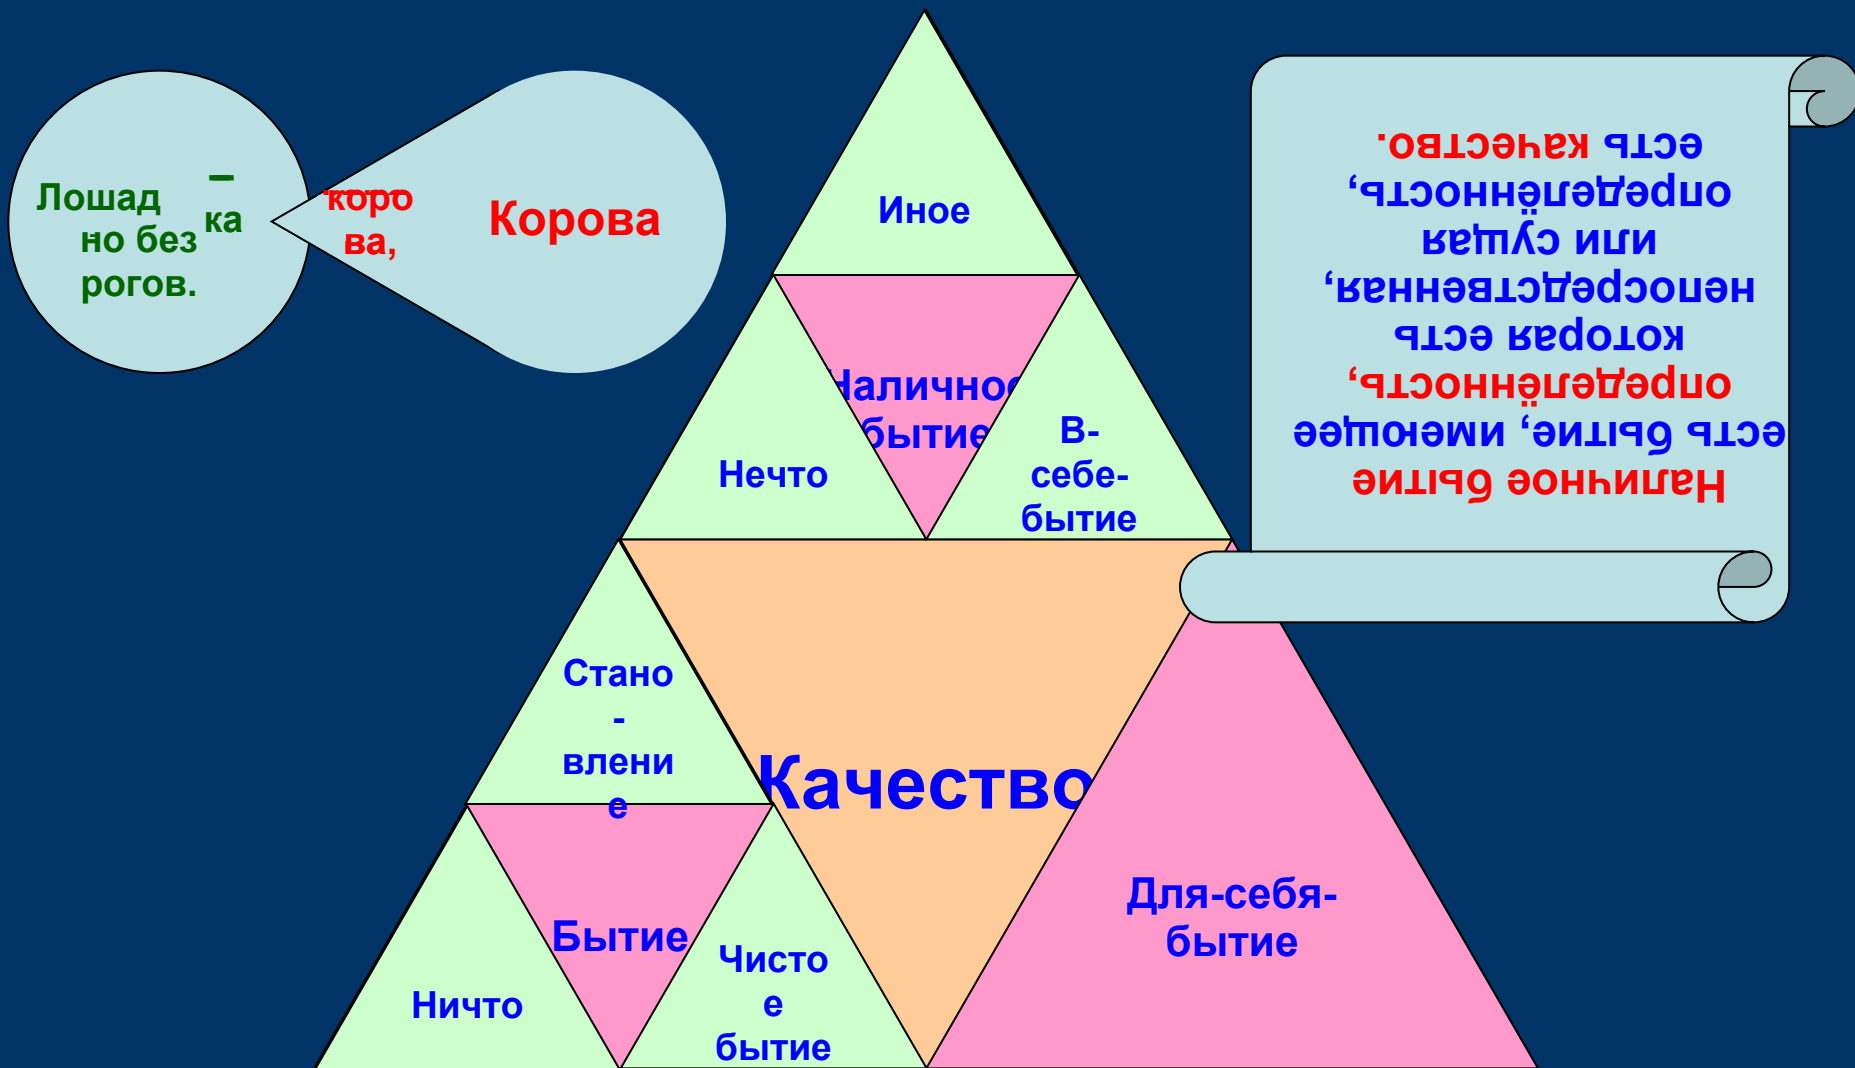 Лошад
–
ка
но без
рогов.
коро
ва,
Корова
Иное
Наличное
бытие
Нечто
В-
себе-
бытие
Стано
-
влени
е
Качество
Бытие
Ничто
Чисто
е
бытие
Для-себя-
бытие
Наличное бытие
есть бытие, имеющее
определённость,
которая есть
непосредственная,
или сущая
определённость,
есть качество.